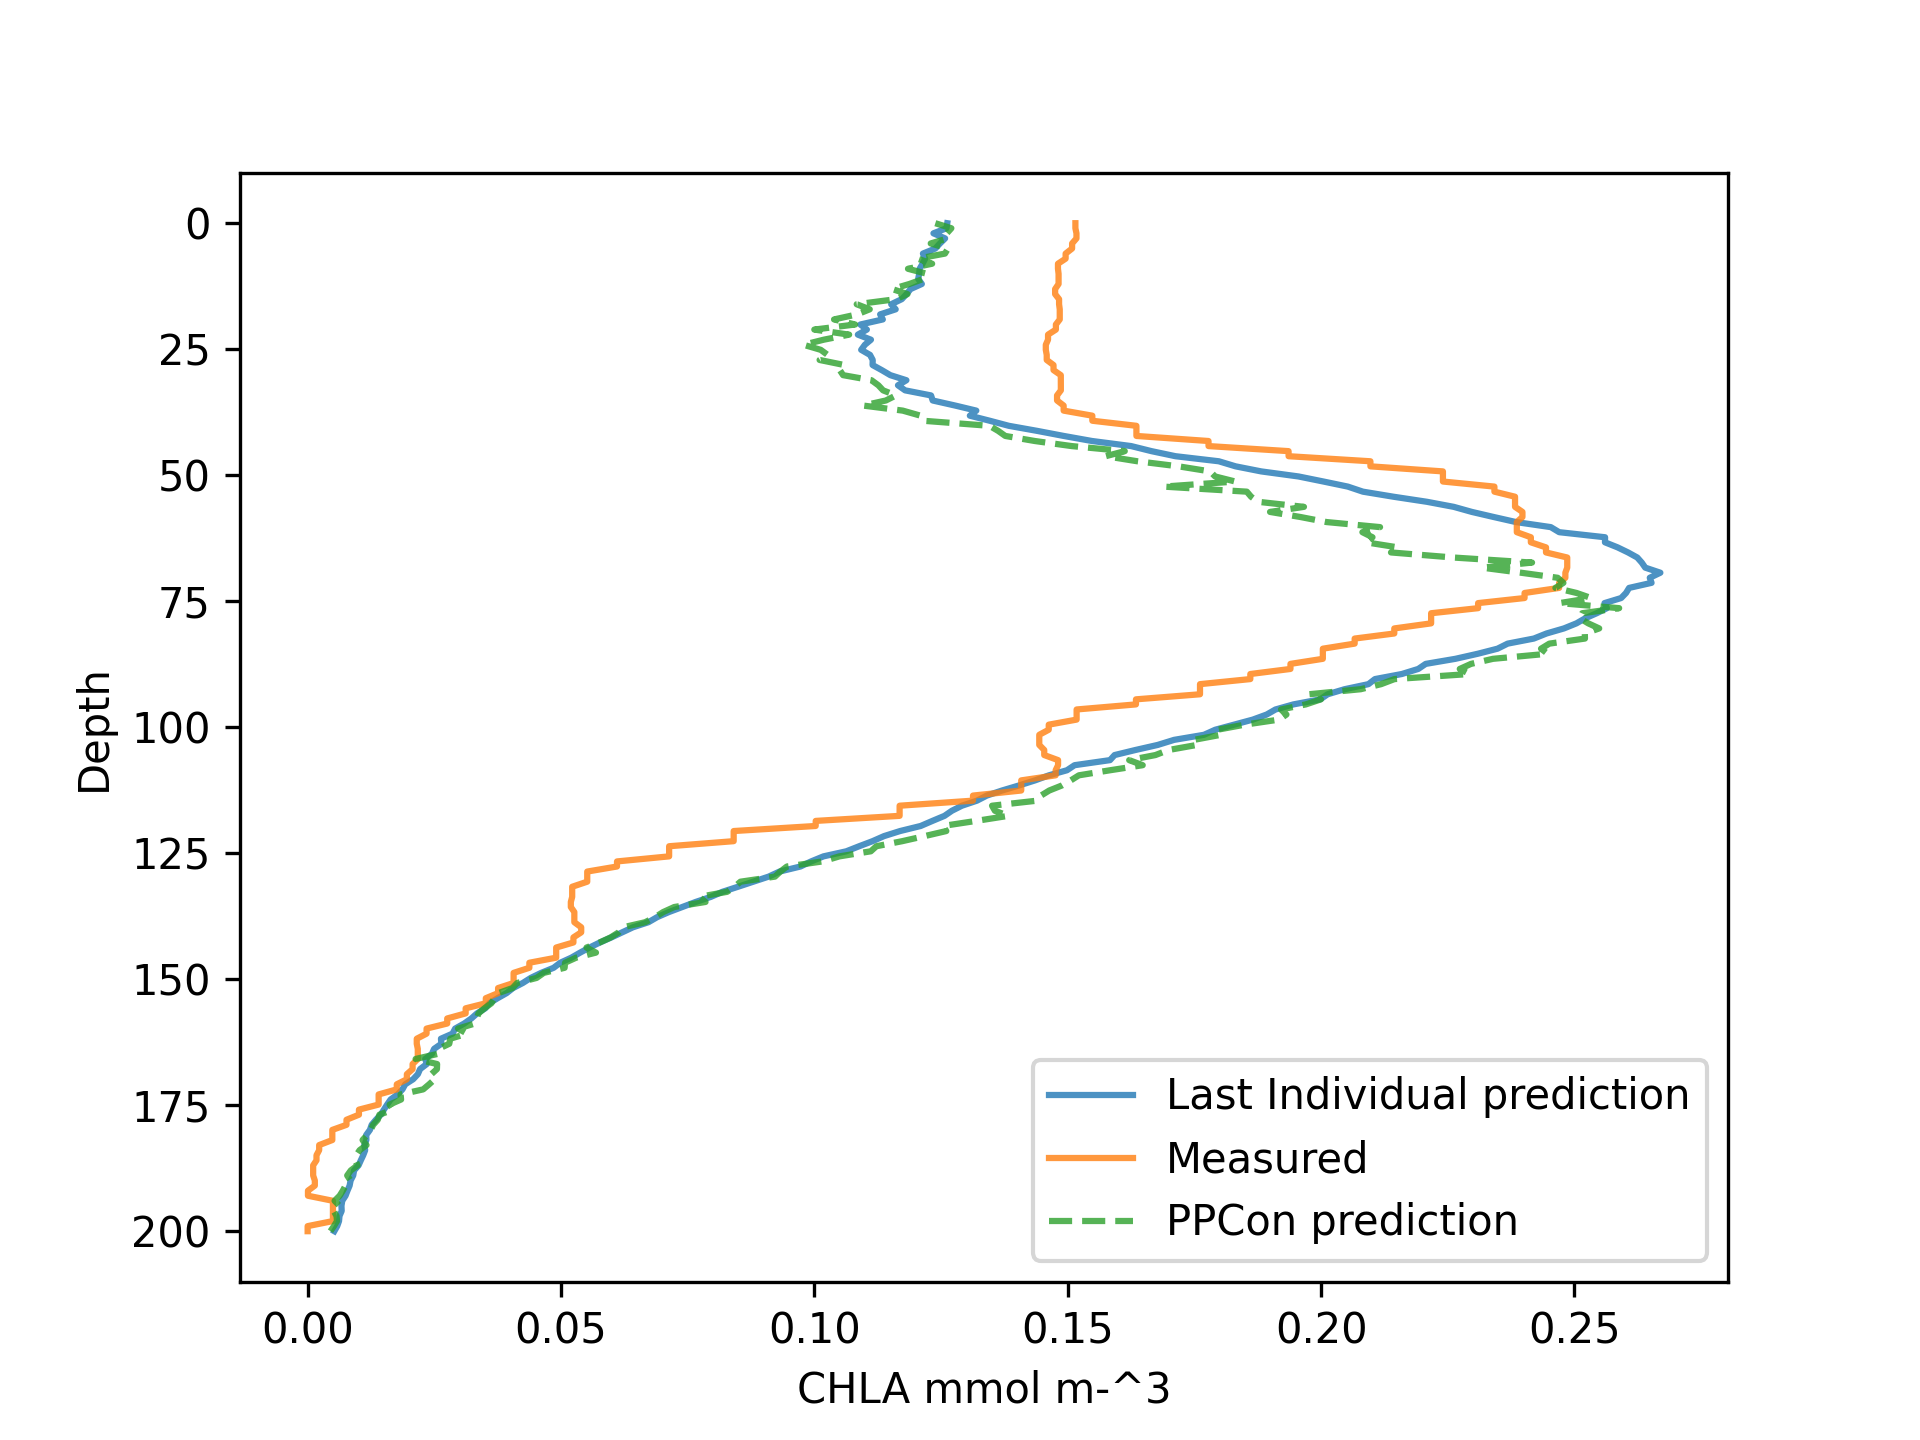 0
25
50
75
100
125
150
175
200
Depth
0.00 0.05 0.10 0.15 0.20 0.25
CHLA mmol m-^3
Last Individual prediction
Measured
PPCon prediction